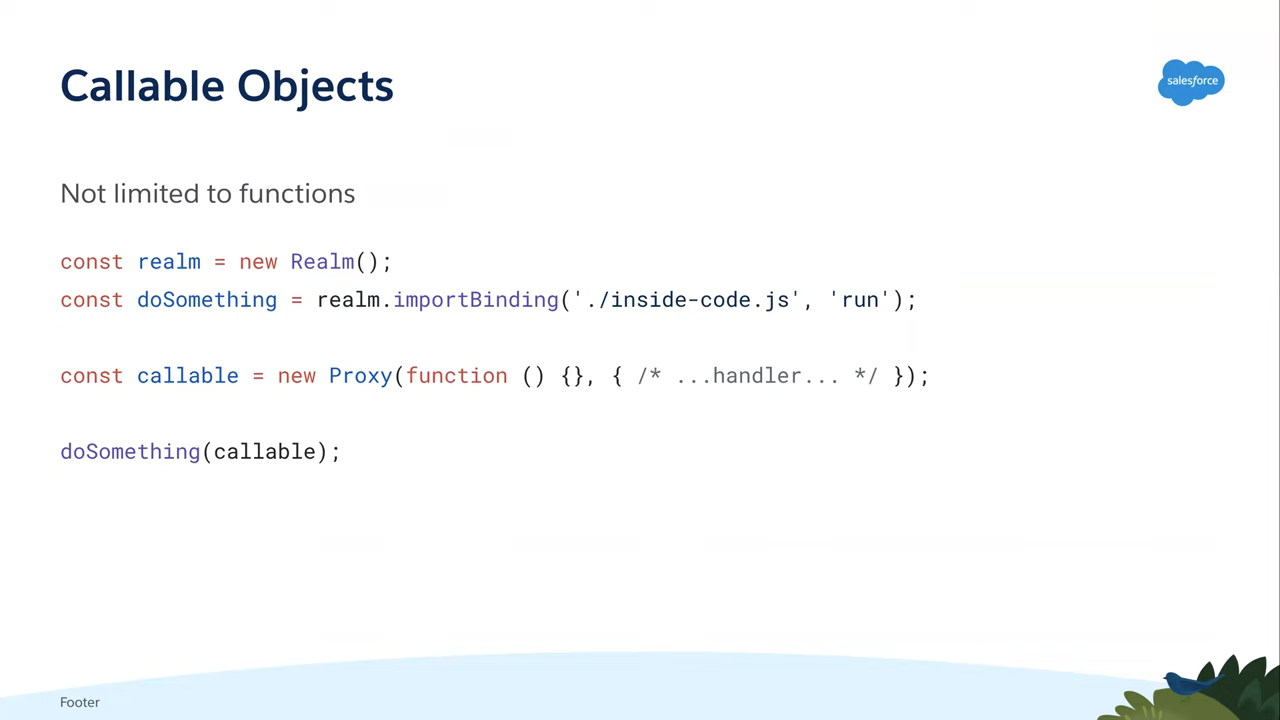 Callable Objects
salesforce
Not limited to functions
const realm = new Realm();
const doSomething = realm.importBinding('./inside-code.js', 'run');
const callable = new Proxy(function () {}, { /* ...handler... */ });
doSomething(callable);
Footer